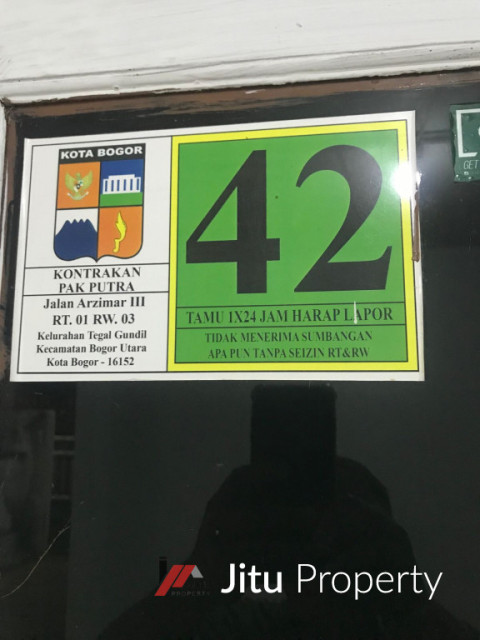 KOTA BOGOR
KONTRAKAN
PAK PUTRA
Jalan Arzimar III
RT. 01 RW. 03
Kelurahan Tegal Gundil
Kecamatan Bogor Utara
Kota Bogor - 16152
42
TAMU 1X24 JAM HARAP LAPOR
TIDAK MENERIMA SUMBANGAN
APA PUN TANPA SEIZIN RT&RW
GET
Jitu Property